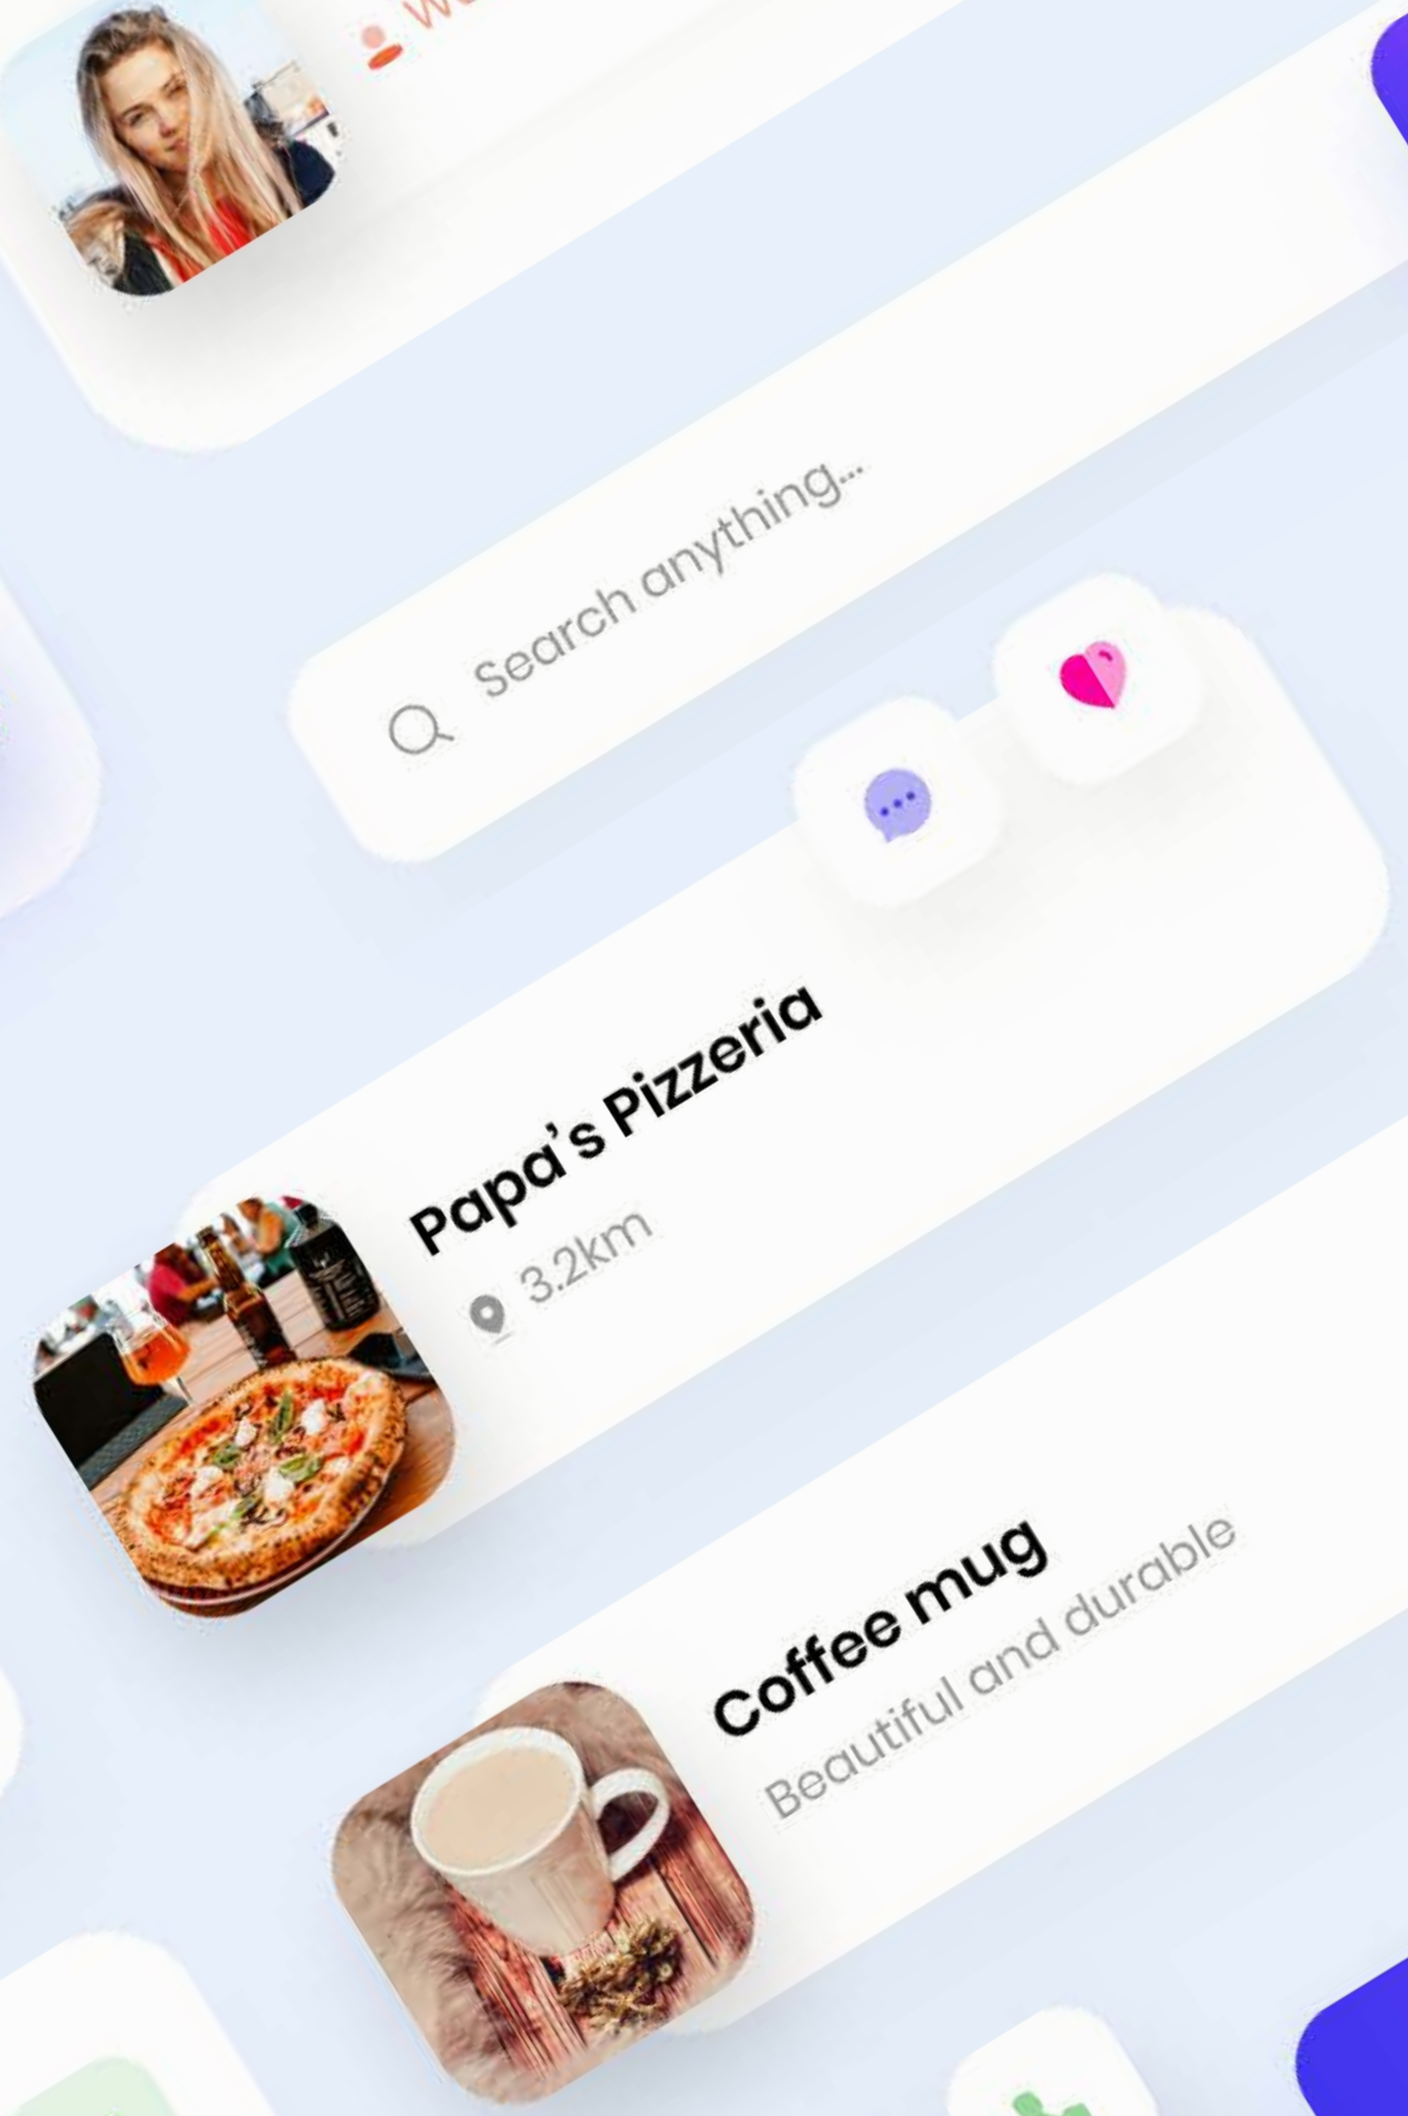 Search anything...
Papa's Pizzeria
3.2km
Coffee mug
Beautiful and durable